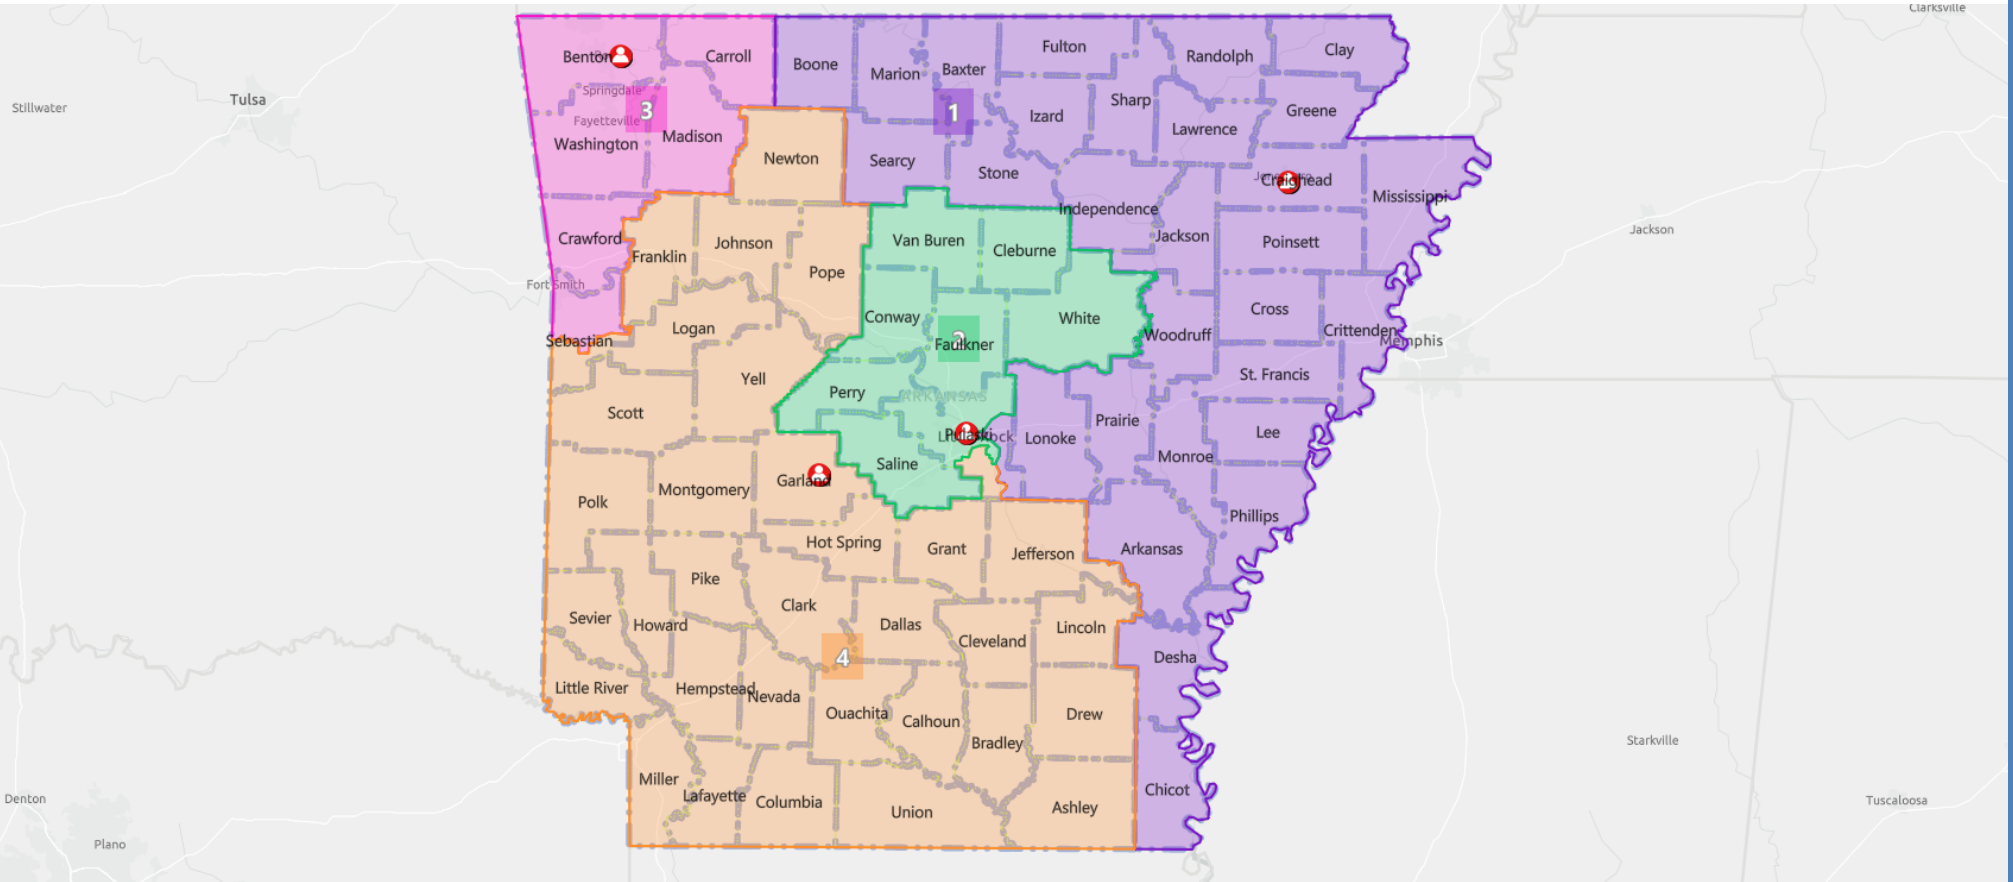 Clarksville
Fulton
Clay
Benton
Carroll
Randolph
Boone
Baxter
Marion
Springdale
Tulsa
Sharp
Stillwater
3
1
Greene
Izard
Fayetteville
Lawrence
Madison
Washington
Newton
Searcy
Stone
Craighead
Mississippi
Independence
Jackson
Jackson
Crawford
Van Buren
Johnson
Poinsett
Cleburne
Franklin
Pope
Fort Smith
Cross
Conway
White
Logan
Crittenden
Woodruff
2
Sebastian
Faulkner
Memphis
St. Francis
Yell
Perry
ARKANSAS
Scott
Prairie
Lee
Pulaski
Lonoke
Monroe
Saline
Garland
Montgomery
Polk
Phillips
Hot Spring
Grant
Arkansas
Jefferson
Pike
Clark
Sevier
Howard
Dallas
Lincoln
Cleveland
4
Desha
Little River
Hempstead
Nevada
Ouachita
Drew
Calhoun
Starkville
Bradley
Miller
Chicot
Lafayette
Denton
Columbia
Tuscaloosa
Ashley
Union
Plano